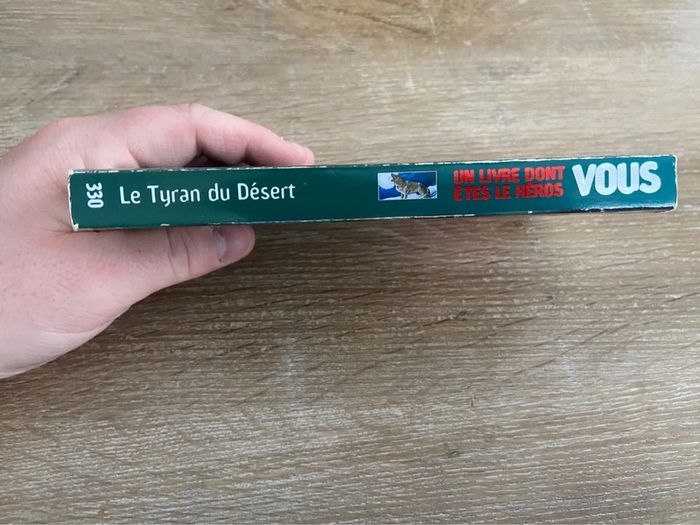 330
Le Tyran du Désert
UN LIVRE DONT
ÊTES LE HÉROS
VOUS